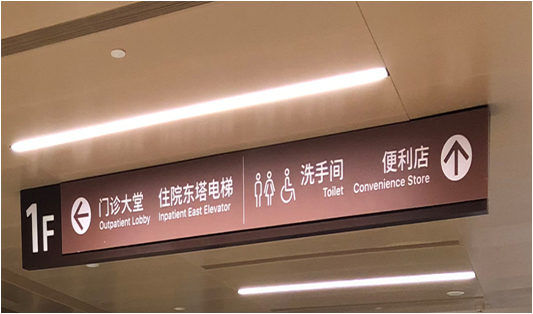 1F
门诊大堂 住院东塔电梯
Outpatient Lobby Inpatient East Elevator
洗手间 便利店
Toilet Convenience Store